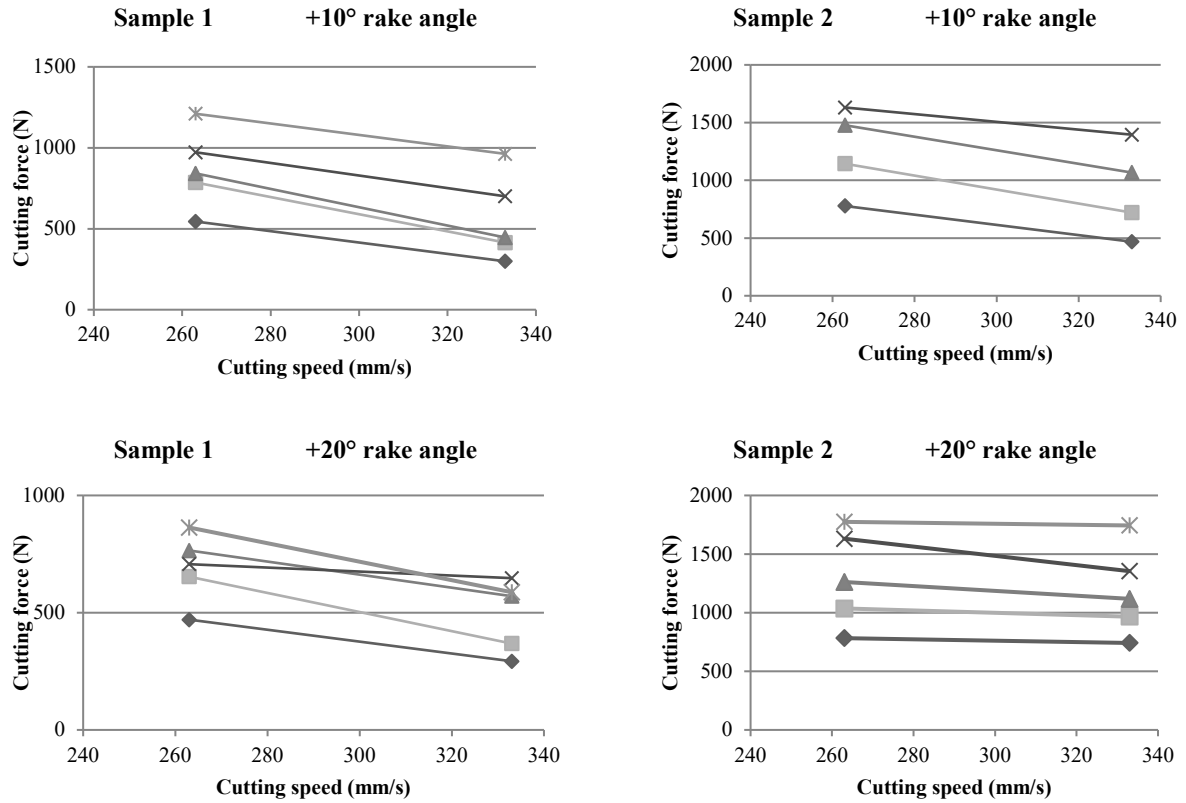 Sample 1 +10° rake angle
Cutting force (N)
1500
1000
500
0
240 260 280 300 320 340
Cutting speed (mm/s)
Sample 2 +10° rake angle
Cutting force (N)
2000
1500
1000
500
0
240 260 280 300 320 340
Cutting speed (mm/s)
Sample 1 +20° rake angle
Cutting force (N)
1000
500
0
240 260 280 300 320 340
Cutting speed (mm/s)
Sample 2 +20° rake angle
Cutting force (N)
2000
1500
1000
500
0
240 260 280 300 320 340
Cutting speed (mm/s)